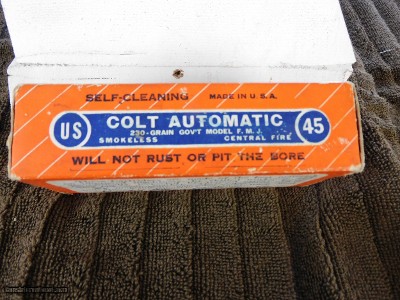 SELF-CLEANING MADE IN U.S.A.
US COLT AUTOMATIC 45
230-GRAIN GOV'T MODEL F.M.J.
SMOKELESS CENTRAL FIRE
WILL NOT RUST OR PIT THE BORE